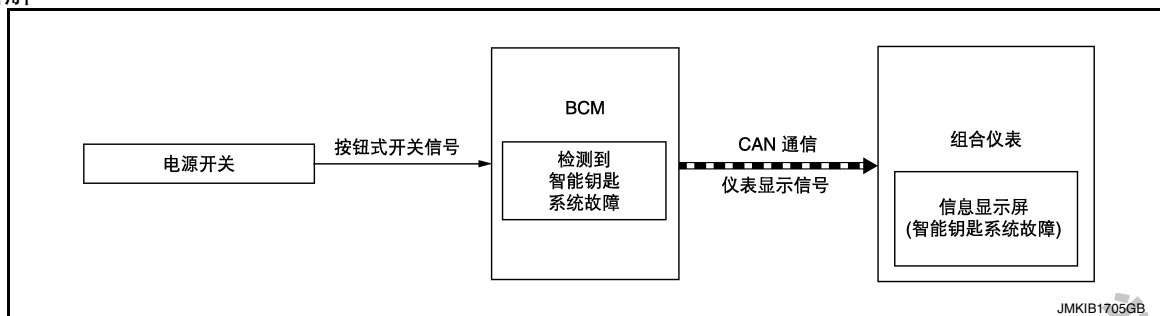 电源开关
按钮式开关信号
BCM
检测到
智能钥匙
系统故障
CAN 通信
仪表显示信号
组合仪表
信息显示屏
(智能钥匙系统故障)
JMKIB1705GB